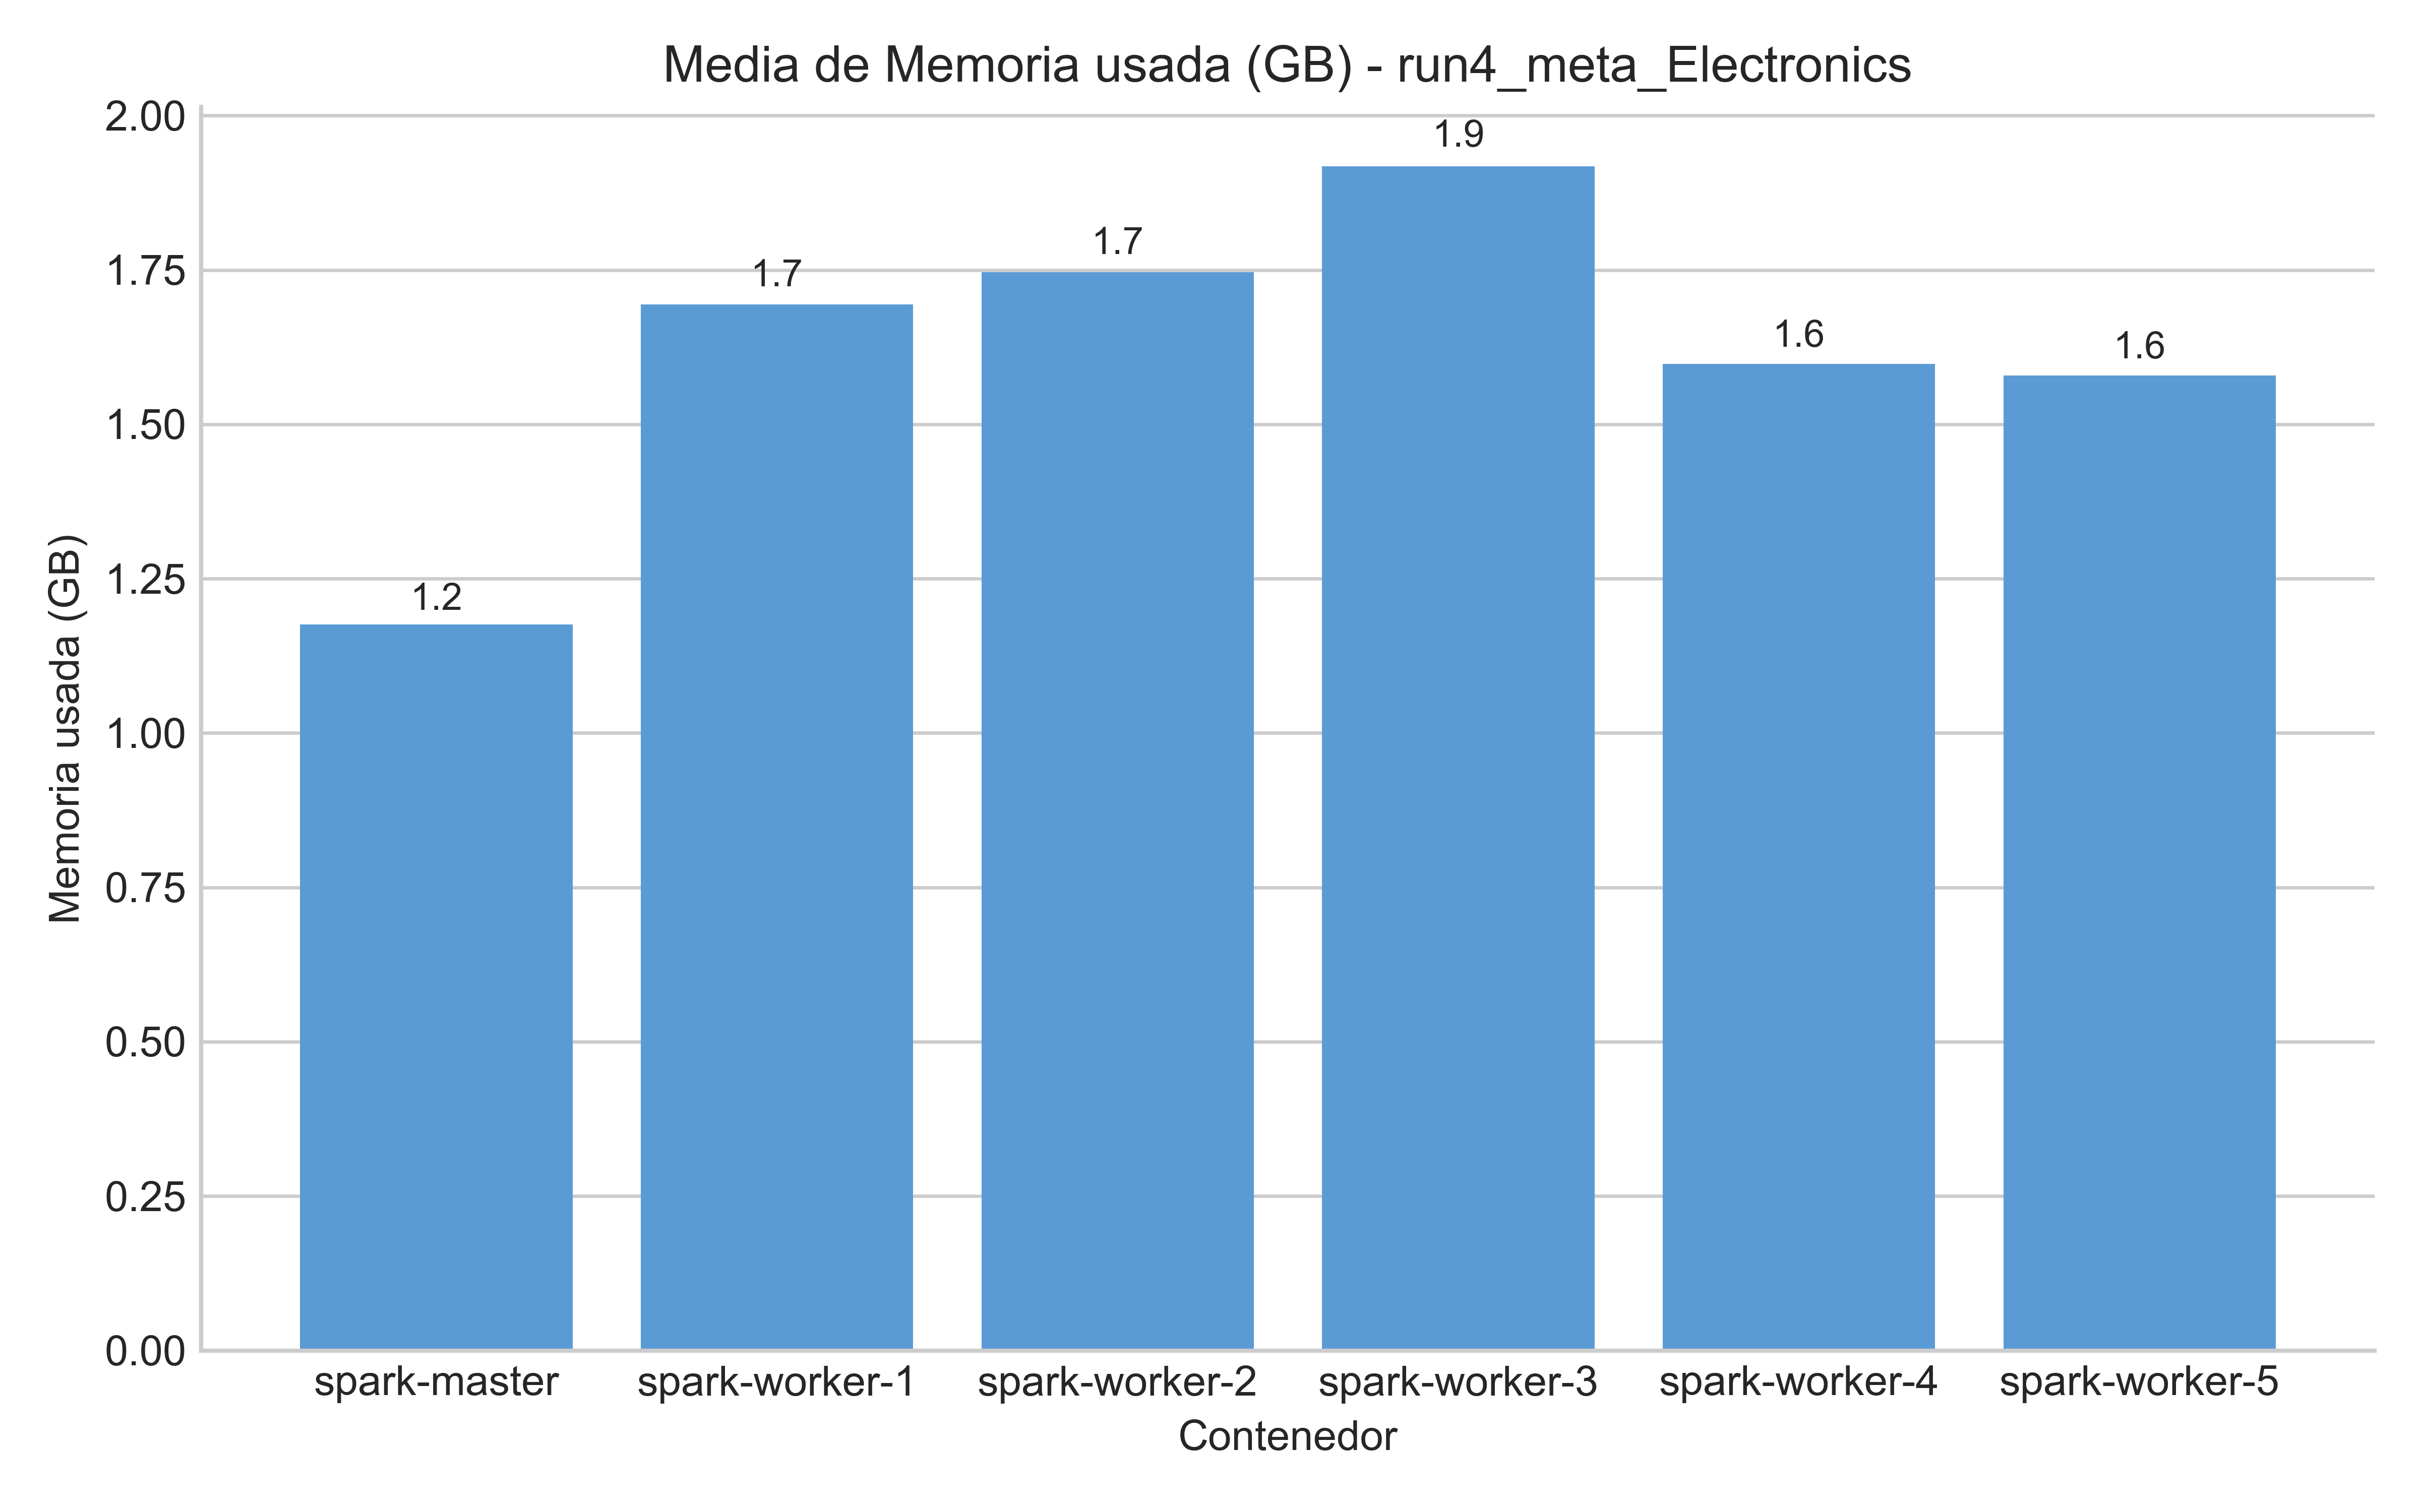 Media de Memoria usada (GB) - run4_meta_Electronics
Memoria usada (GB)
2.00
1.75
1.50
1.25
1.00
0.75
0.50
0.25
0.00
1.2
1.7
1.7
1.9
1.6
1.6
spark-master
spark-worker-1
spark-worker-2
spark-worker-3
spark-worker-4
spark-worker-5
Contenedor